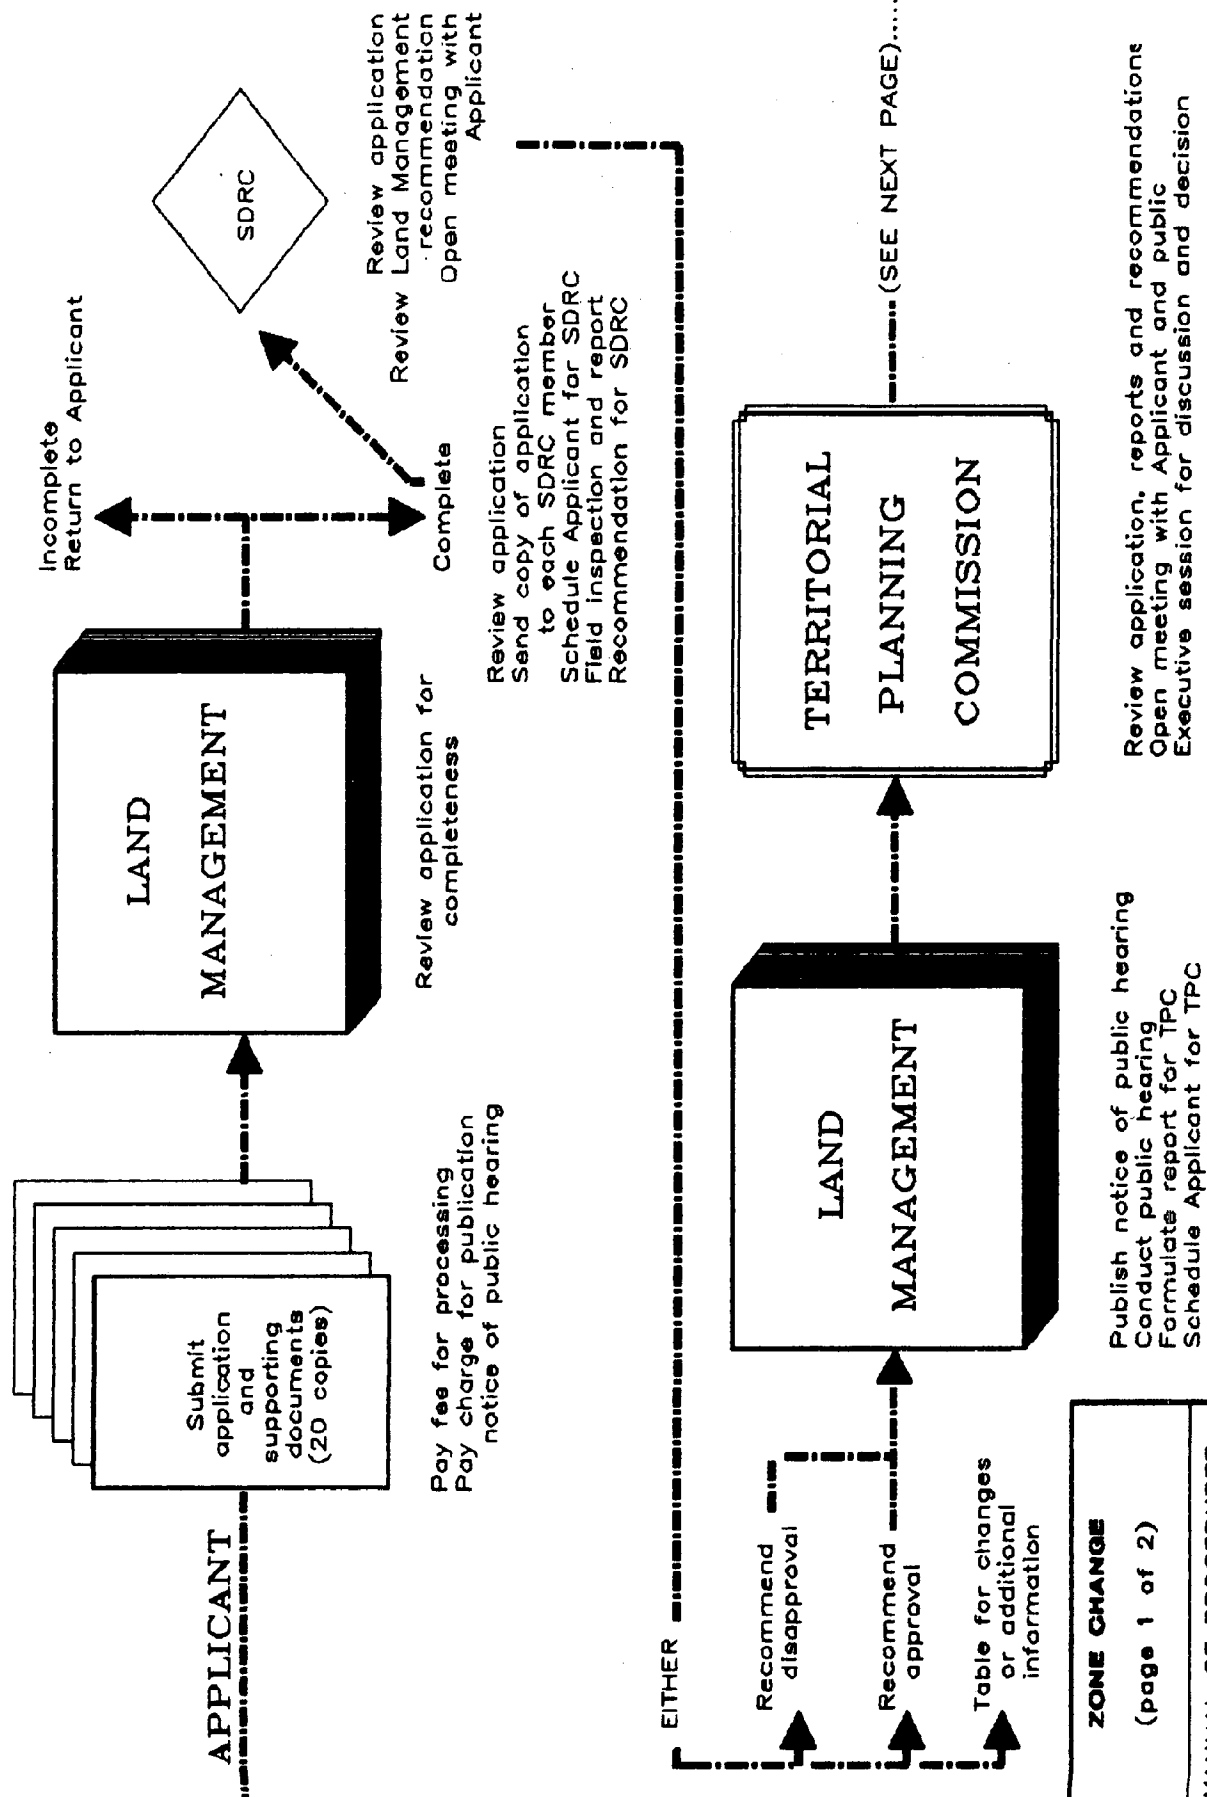 APPLICANT
Submit
application
and
supporting
documents
(20 copies)
Pay fee for processing
Pay charge for publication
notice of public hearing
LAND
MANAGEMENT
Review application for
completeness
Incomplete
Return to Applicant
Complete
Review application
Send copy of application
to each SDRC member
Schedule Applicant for SDRC
Field inspection and report
Recommendation for SDRC
SDRC
Review application
Review Land Management
recommendation
Open meeting with
Applicant
EITHER
Recommend
disapproval
Recommend
approval
Table for changes
or additional
information
LAND
MANAGEMENT
Publish notice of public hearing
Conduct public hearing
Formulate report for TPC
Schedule Applicant for TPC
TERRITORIAL
PLANNING
COMMISSION
(SEE NEXT PAGE).....
Review application, reports and recommendations
Open meeting with Applicant and public
Executive session for discussion and decision
ZONE CHANGE
(page 1 of 2)